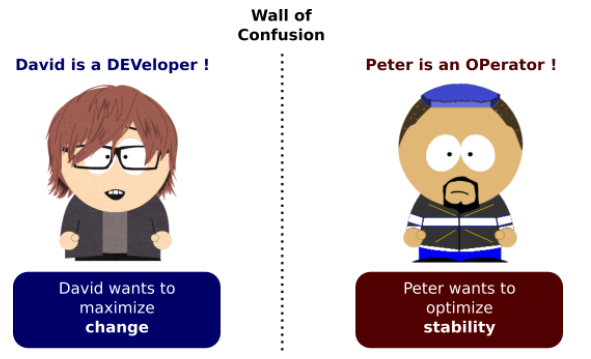 Wall of
Confusion
David is a DEVeloper !
Peter is an OPerator !
David wants to
maximize
change
Peter wants to
optimize
stability